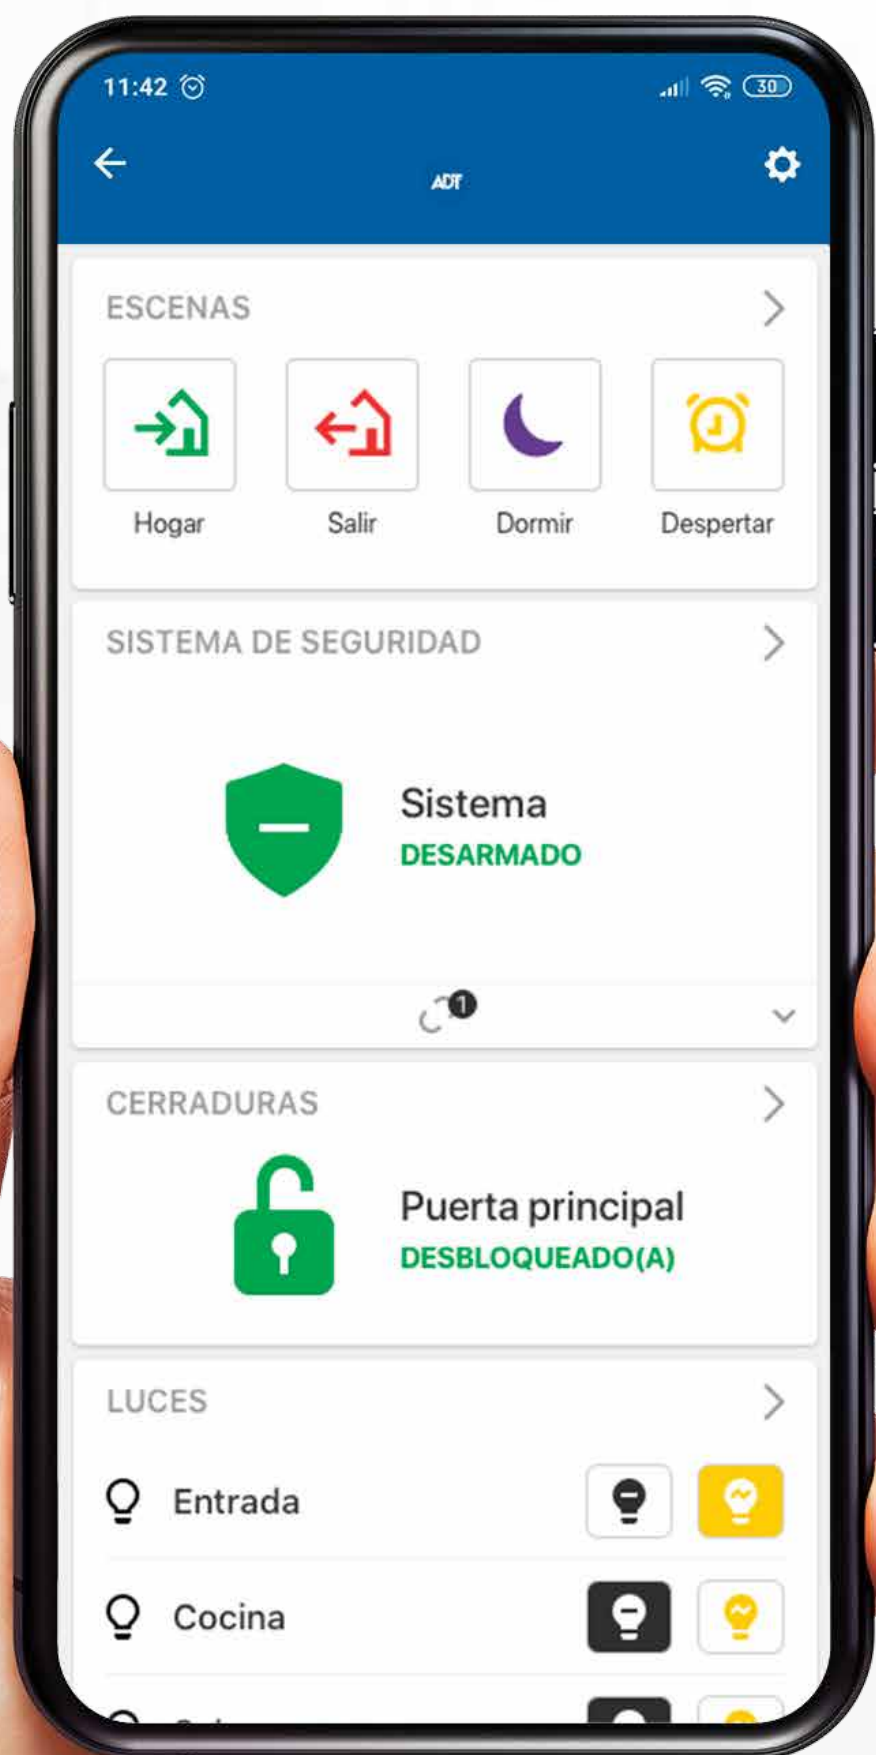 11:42
30
ADT
ESCENAS
Hogar
Salir
Dormir
Despertar
SISTEMA DE SEGURIDAD
Sistema
DESARMADO
1
CERRADURAS
Puerta principal
DESBLOQUEADO(A)
LUCES
Entrada
Cocina